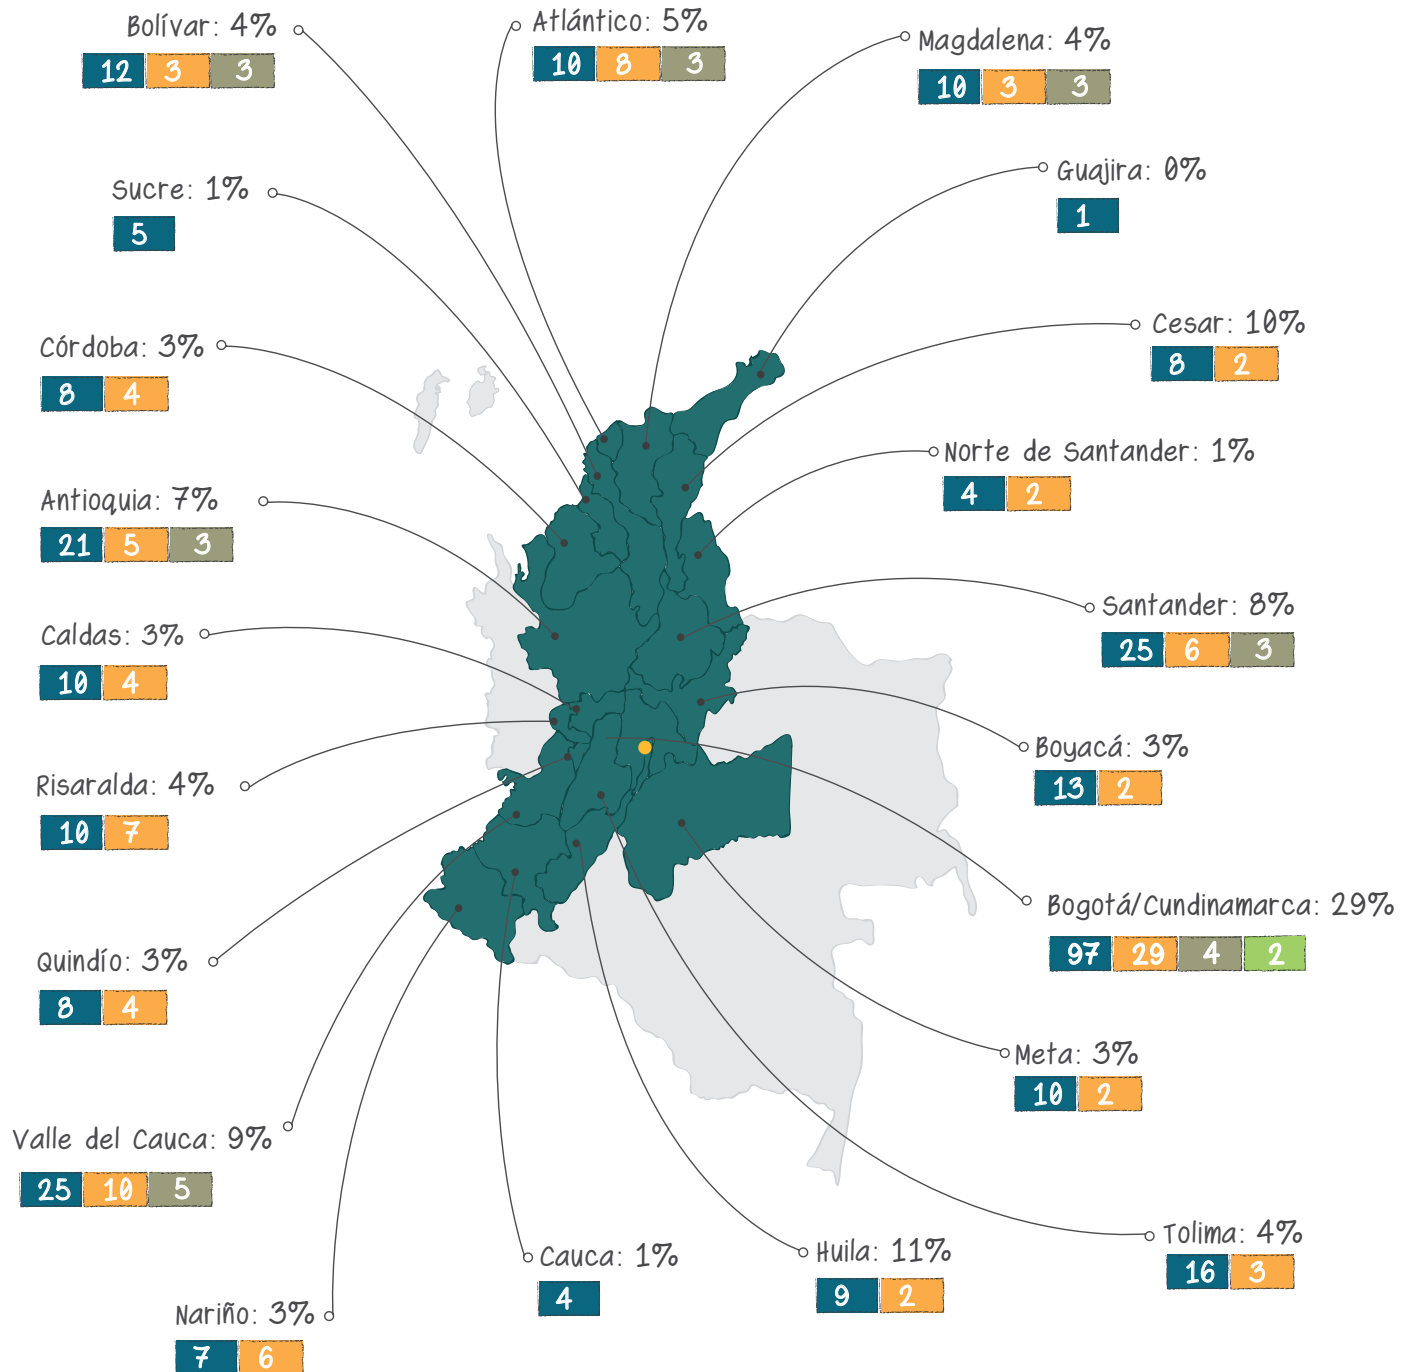 Bolívar: 4%
12 3 3
Atlántico: 5%
10 8 3
Magdalena: 4%
10 3 3
Sucre: 1%
5
Guajira: 0%
1
Córdoba: 3%
8 4
Cesar: 10%
8 2
Antioquia: 7%
21 5 3
Norte de Santander: 1%
4 2
Caldas: 3%
10 4
Santander: 8%
25 6 3
Risaralda: 4%
10 7
Boyacá: 3%
13 2
Quindío: 3%
8 4
Bogotá/Cundinamarca: 29%
97 29 4 2
Valle del Cauca: 9%
25 10 5
Meta: 3%
10 2
Nariño: 3%
7 6
Cauca: 1%
4
Huila: 11%
9 2
Tolima: 4%
16 3